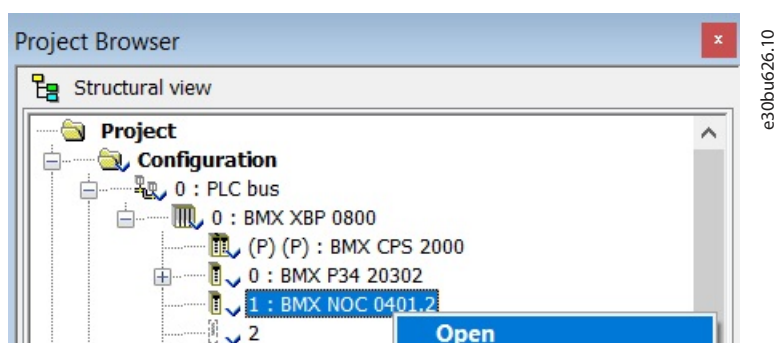 Project Browser
x
Structural view
Project
Configuration
0 : PLC bus
0 : BMX XBP 0800
(P) (P) : BMX CPS 2000
0 : BMX P34 20302
1 : BMX NOC 0401.2
2
Open
e30bu626.10